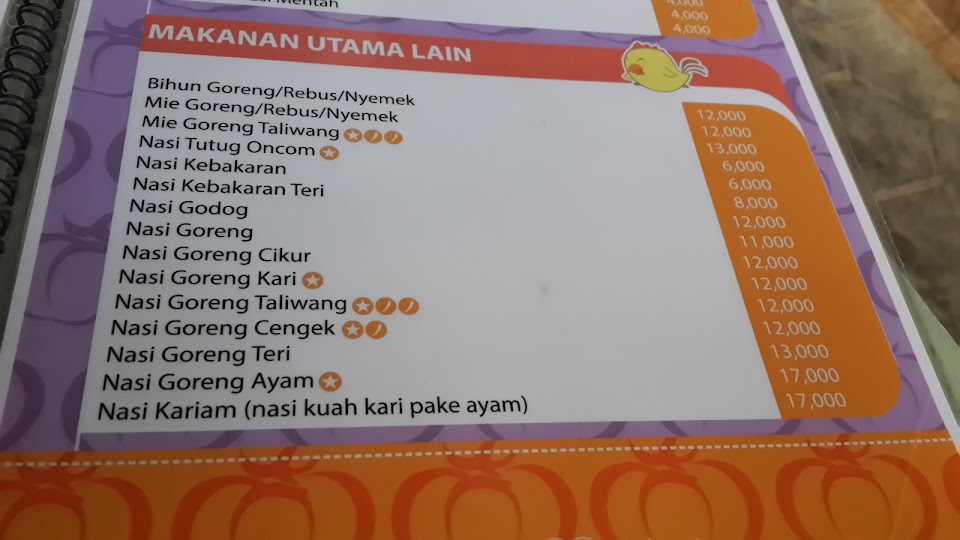 Mentah
4,000
4,000
4,000
MAKANAN UTAMA LAIN
Bihun Goreng/Rebus/Nyemek 12,000
Mie Goreng/Rebus/Nyemek 12,000
Mie Goreng Taliwang 13,000
Nasi Tutug Oncom 6,000
Nasi Kebakaran 6,000
Nasi Kebakaran Teri 8,000
Nasi Godog 12,000
Nasi Goreng 11,000
Nasi Goreng Cikur 12,000
Nasi Goreng Kari 12,000
Nasi Goreng Taliwang 12,000
Nasi Goreng Cengek 12,000
Nasi Goreng Teri 13,000
Nasi Goreng Ayam 17,000
Nasi Kariam (nasi kuah kari pake ayam) 17,000